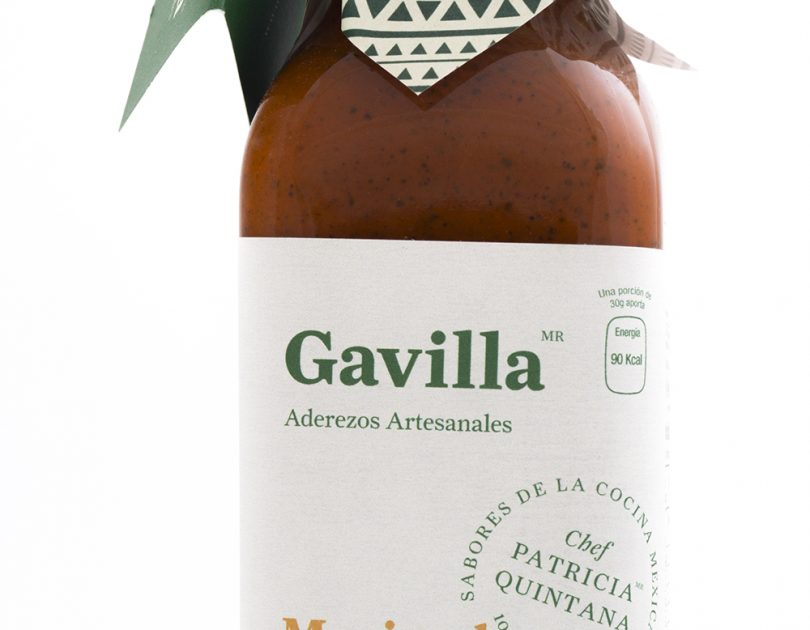 Una porción de
30g aporta
Energía
90 Kcal
Gavilla MR
Aderezos Artesanales
SABORES DE LA COCINA
Chef
PATRICIA MR
QUINTANA